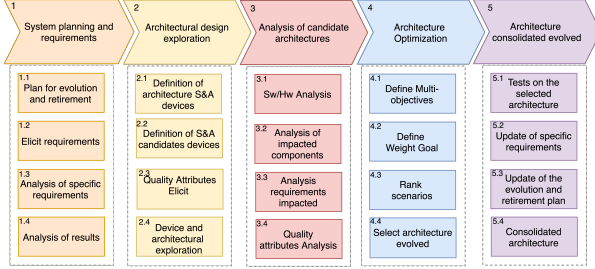 1
System planning and
requirements
2
Architectural design
exploration
3
Analysis of candidate
architectures
4
Architecture
Optimization
5
Architecture
consolidated evolved
1.1
Plan for evolution
and retirement
1.2
Elicit requirements
1.3
Analysis of specific
requirements
1.4
Analysis of results
2.1
Definition of
architecture S&A
devices
2.2
Definition of S&A
candidates devices
2.3
Quality Attributes
Elicit
2.4
Device and
architectural
exploration
3.1
Sw/Hw Analysis
3.2
Analysis of
impacted
components
3.3
Analysis
requirements
impacted
3.4
Quality
attributes Analysis
4.1
Define Multi-
objectives
4.2
Define
Weight Goal
4.3
Rank
scenarios
4.4
Select architecture
evolved
5.1
Tests on the
selected
architecture
5.2
Update of specific
requirements
5.3
Update of the
evolution and
retirement plan
5.4
Consolidated
architecture